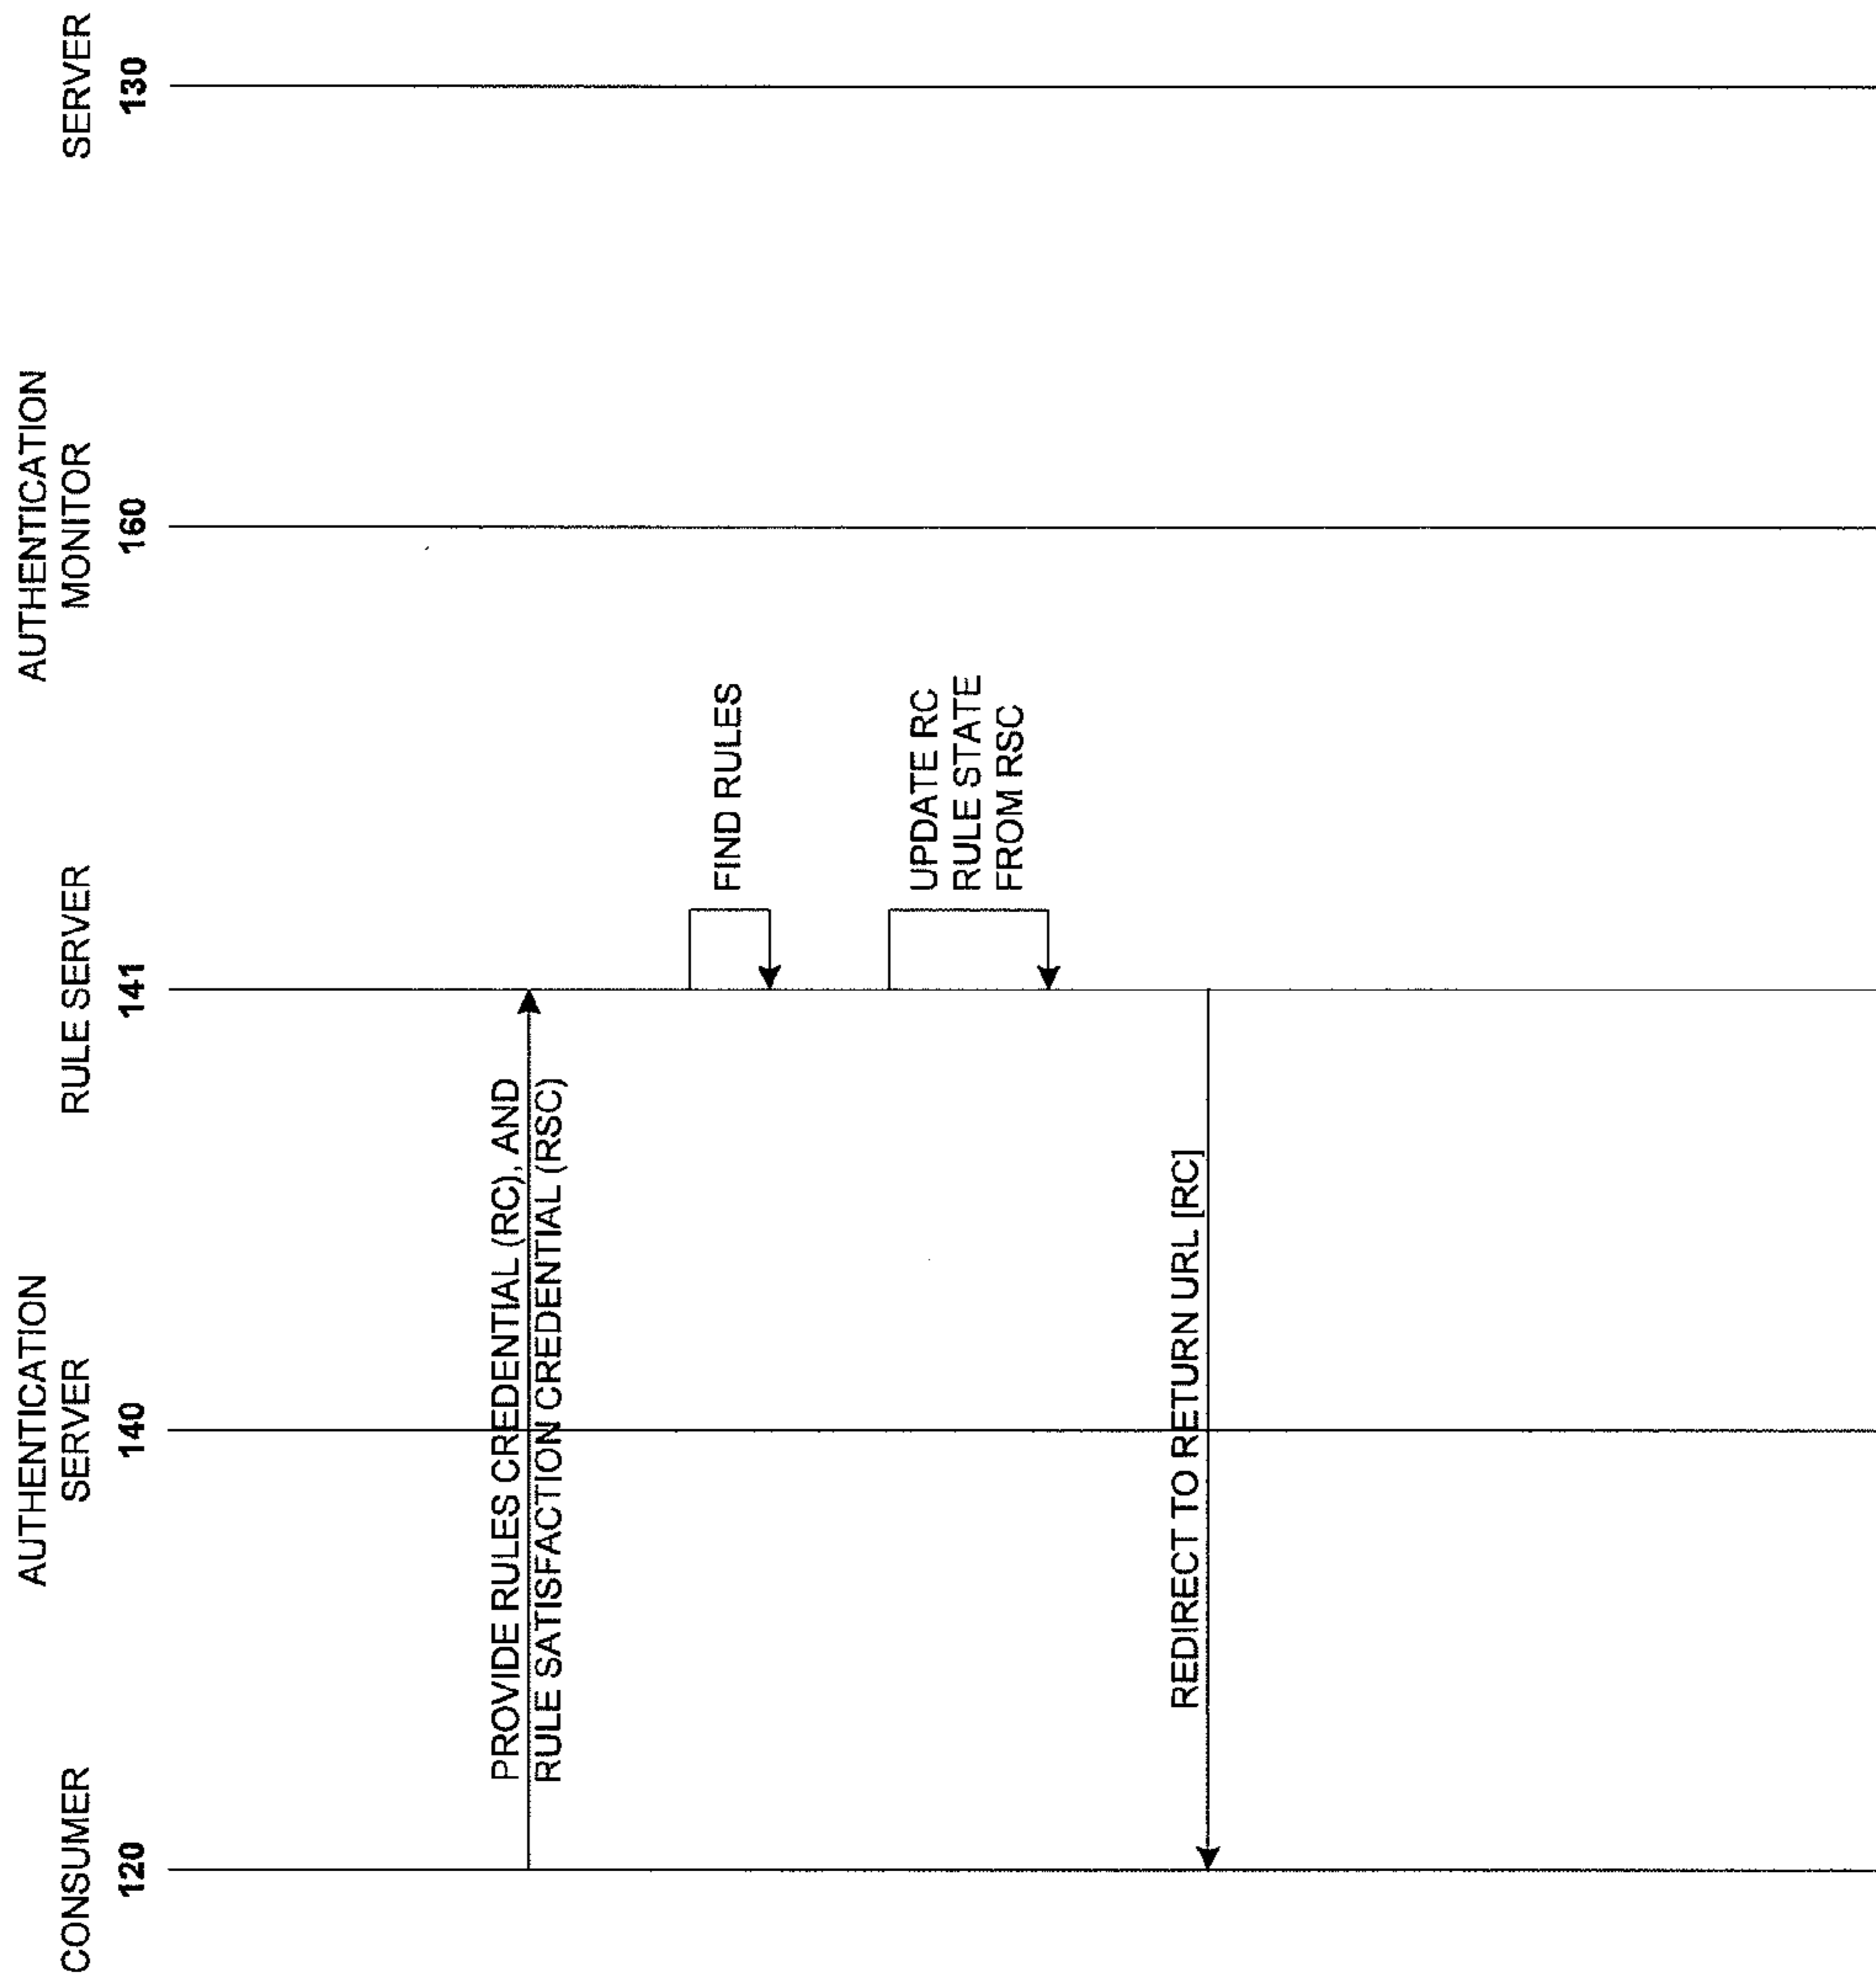 CONSUMER
120
AUTHENTICATION
SERVER
140
RULE SERVER
141
AUTHENTICATION
MONITOR
160
SERVER
130
PROVIDE RULES CREDENTIAL (RC), AND
RULE SATISFACTION CREDENTIAL (RSC)
FIND RULES
UPDATE RC
RULE STATE
FROM RSC
REDIRECT TO RETURN URL [RC]